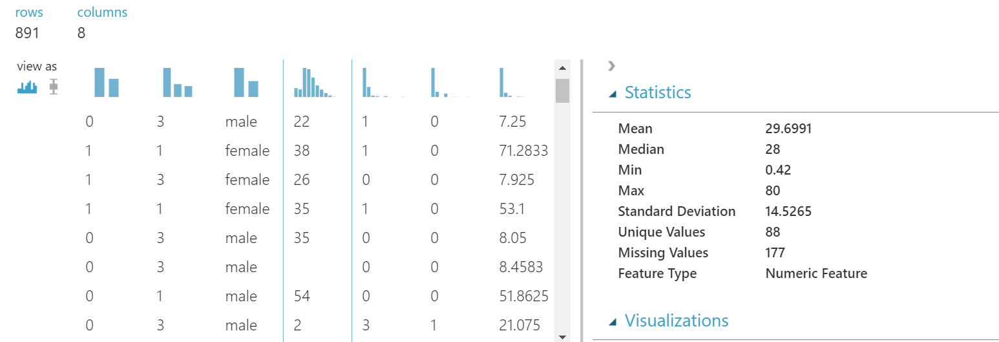 rows columns
891 8
view as
0 3 male 22 1 0 7.25
1 1 female 38 1 0 71.2833
1 3 female 26 0 0 7.925
1 1 female 35 1 0 53.1
0 3 male 35 0 0 8.05
0 3 male 0 0 8.4583
0 1 male 54 0 0 51.8625
0 3 male 2 3 1 21.075
Statistics
Mean 29.6991
Median 28
Min 0.42
Max 80
Standard Deviation 14.5265
Unique Values 88
Missing Values 177
Feature Type Numeric Feature
Visualizations